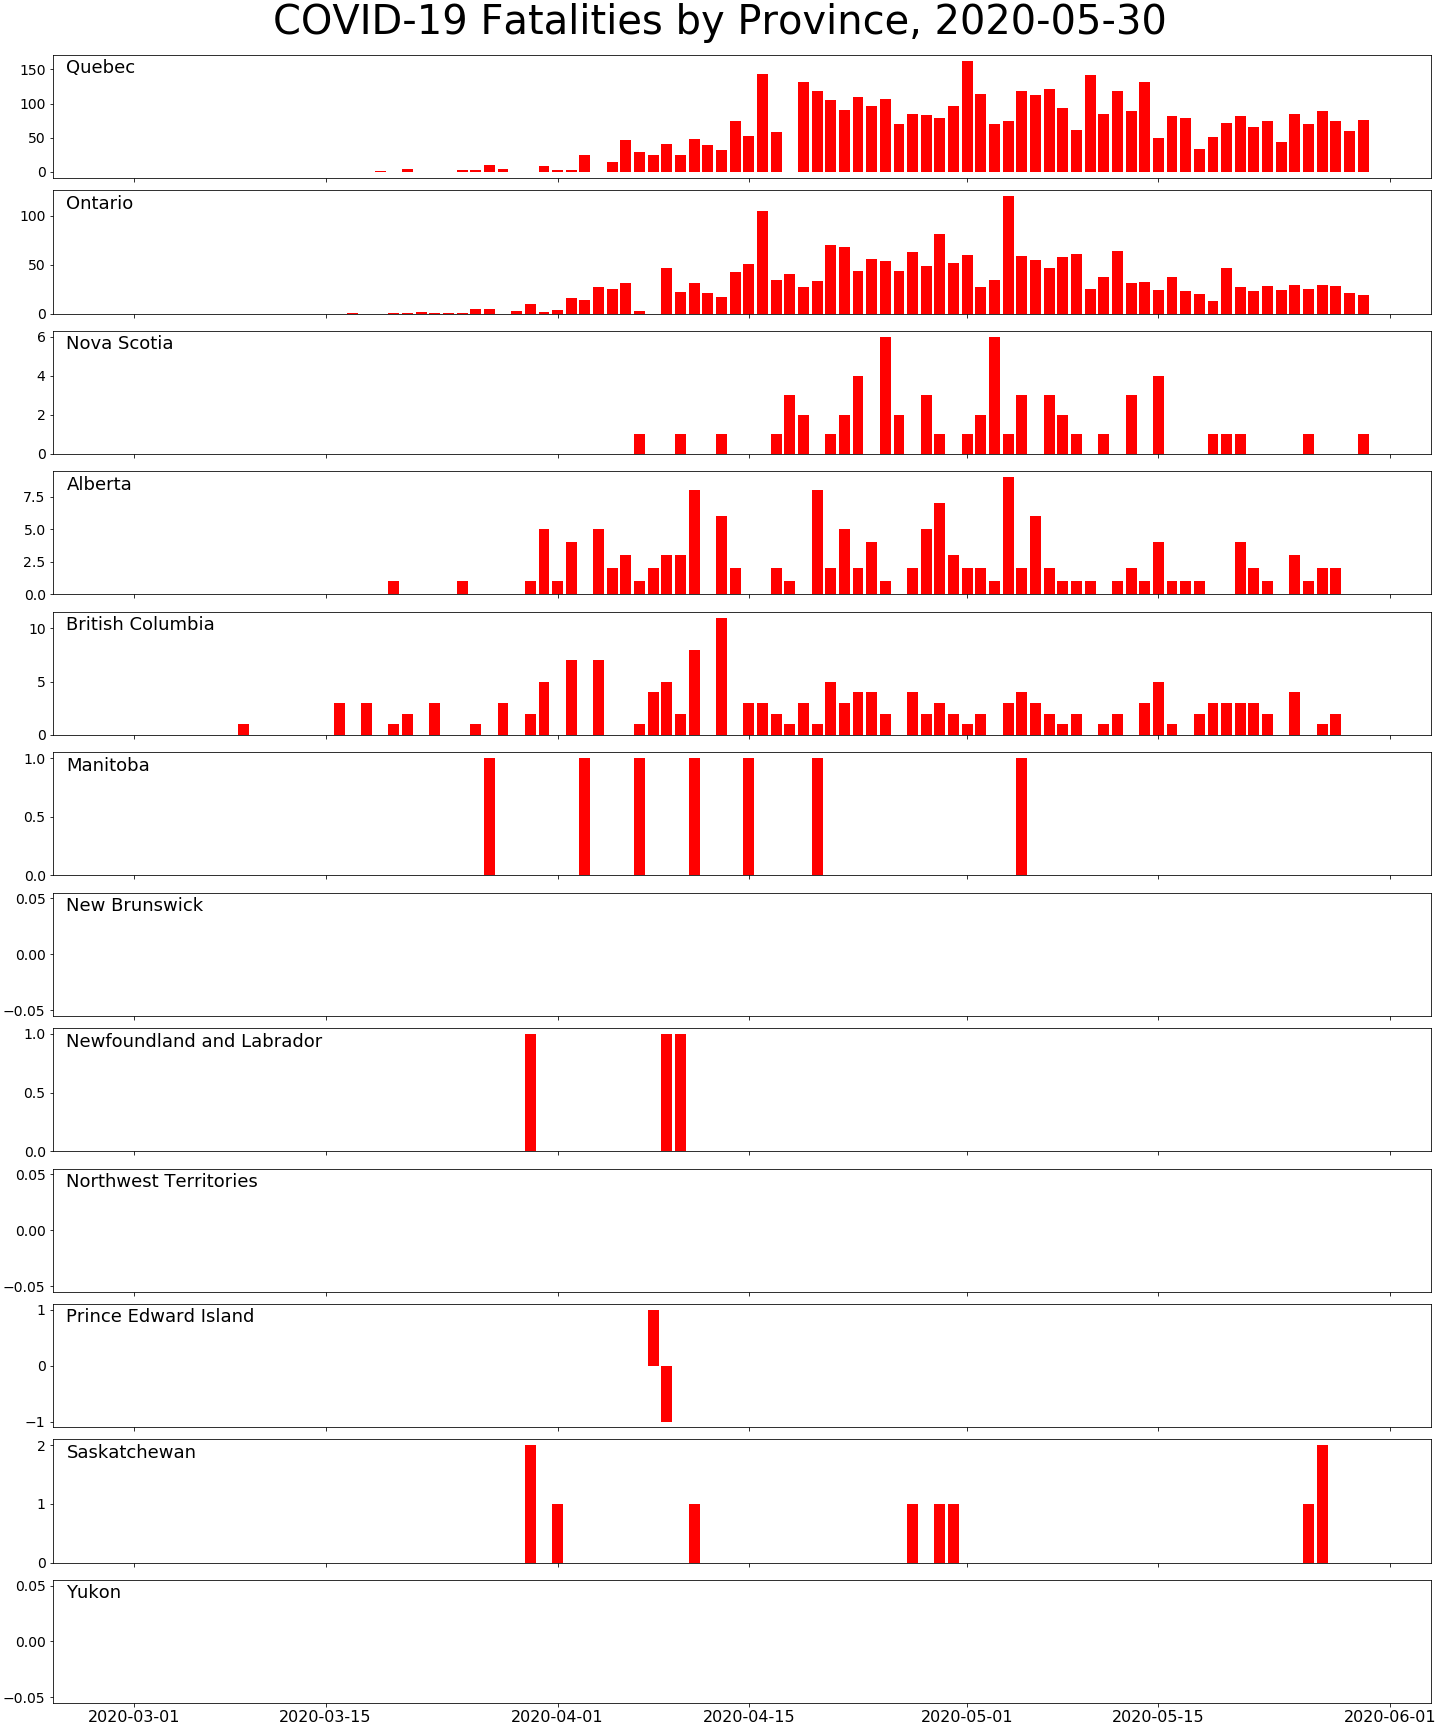 COVID-19 Fatalities by Province, 2020-05-30
Quebec
150
100
50
0
Ontario
100
50
0
Nova Scotia
6
4
2
0
Alberta
7.5
5.0
2.5
0.0
British Columbia
10
5
0
Manitoba
1.0
0.5
0.0
New Brunswick
0.05
0.00
−0.05
Newfoundland and Labrador
1.0
0.5
0.0
Northwest Territories
0.05
0.00
−0.05
Prince Edward Island
1
0
−1
Saskatchewan
2
1
0
Yukon
0.05
0.00
−0.05
2020-03-01 2020-03-15 2020-04-01 2020-04-15 2020-05-01 2020-05-15 2020-06-01